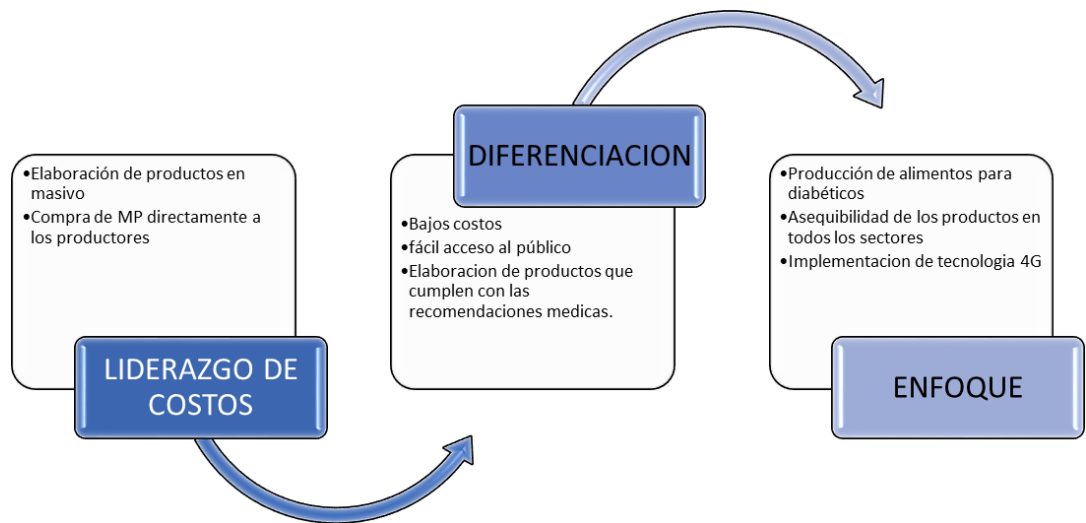 •Elaboración de productos en
masivo
•Compra de MP directamente a
los productores
LIDERAZGO DE
COSTOS
DIFERENCIACION
•Bajos costos
•fácil acceso al público
•Elaboracion de productos que
cumplen con las
recomendaciones medicas.
•Producción de alimentos para
diabéticos
•Asequibilidad de los productos en
todos los sectores
•Implementacion de tecnologia 4G
ENFOQUE